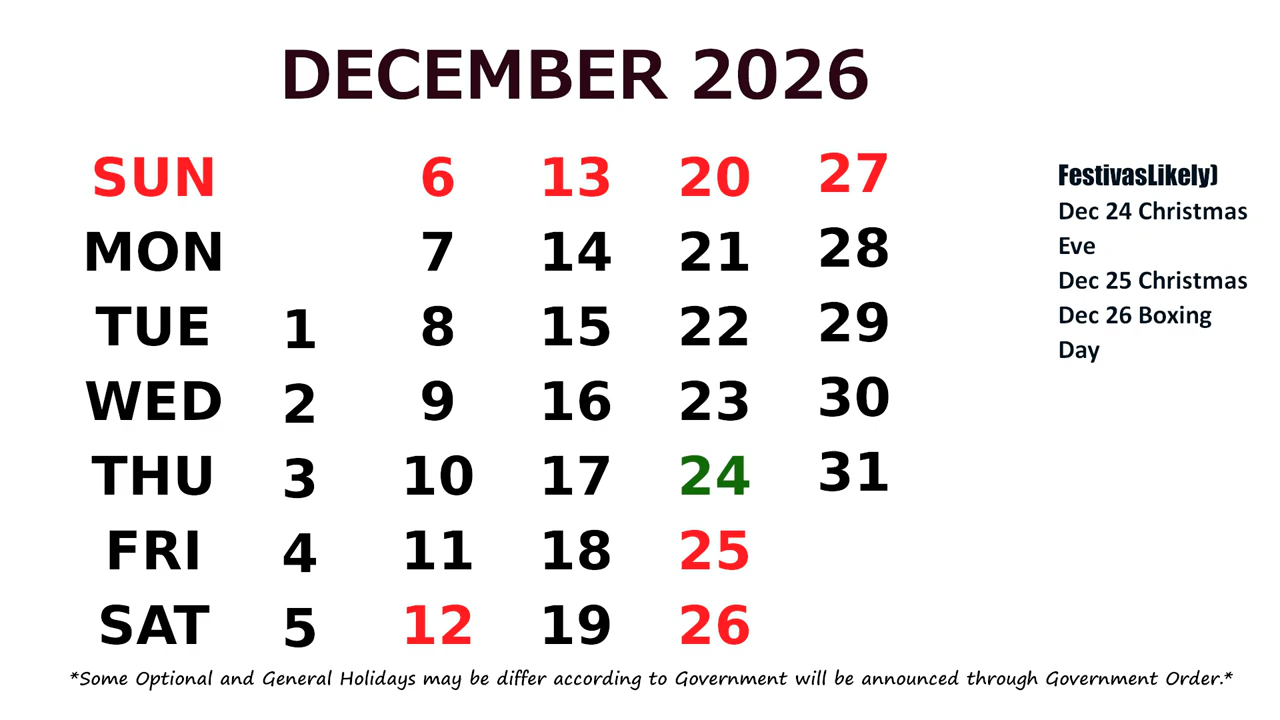 DECEMBER 2026
SUN 6 13 20 27
MON 7 14 21 28
TUE 1 8 15 22 29
WED 2 9 16 23 30
THU 3 10 17 24 31
FRI 4 11 18 25
SAT 5 12 19 26
FestivasLikely)
Dec 24 Christmas
Eve
Dec 25 Christmas
Dec 26 Boxing
Day
*Some Optional and General Holidays may be differ according to Government will be announced through Government Order.*